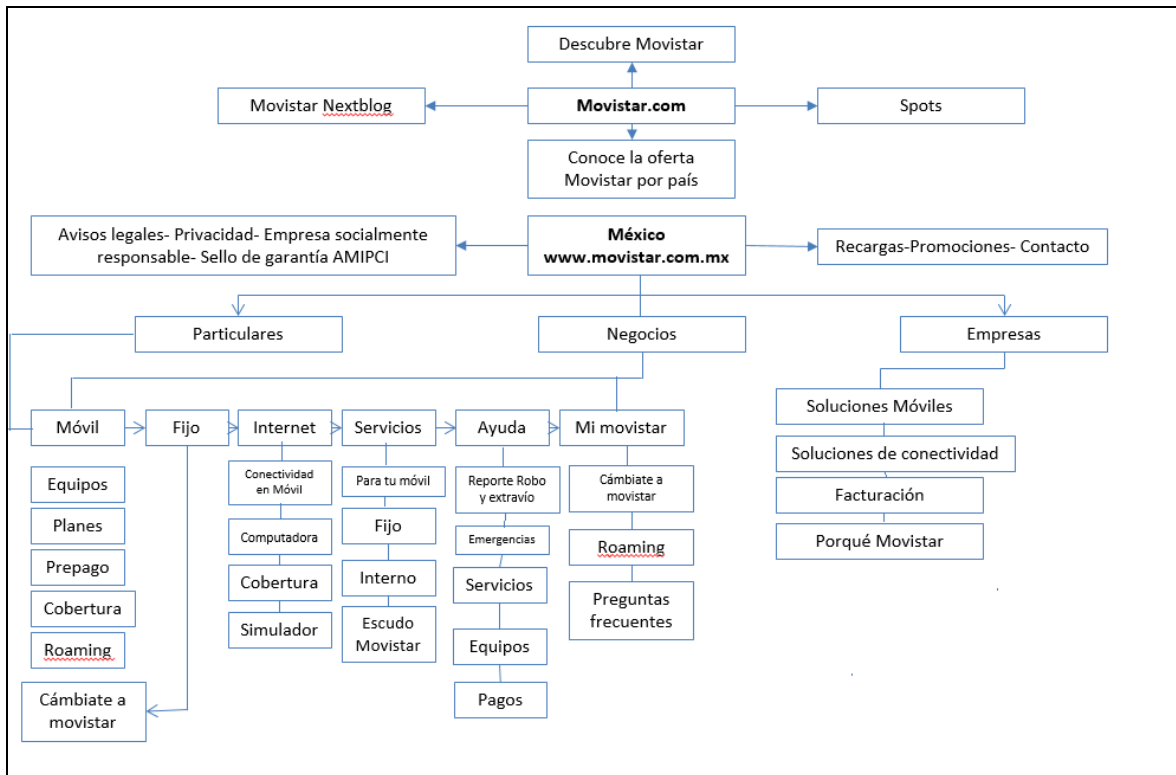 Descubre Movistar
Movistar Nextblog
Movistar.com
Spots
Conoce la oferta
Movistar por país
Avisos legales- Privacidad- Empresa socialmente
responsable- Sello de garantía AMIPCI
México
www.movistar.com.mx
Recargas-Promociones- Contacto
Particulares
Negocios
Empresas
Móvil
Fijo
Internet
Servicios
Ayuda
Mi movistar
Equipos
Planes
Prepago
Cobertura
Roaming
Cámbiate a
movistar
Conectividad
en Móvil
Computadora
Cobertura
Simulador
Para tu móvil
Fijo
Interno
Escudo
Movistar
Reporte Robo
y extravío
Emergencias
Servicios
Equipos
Pagos
Cámbiate a
movistar
Roaming
Preguntas
frecuentes
Soluciones Móviles
Soluciones de conectividad
Facturación
Porqué Movistar